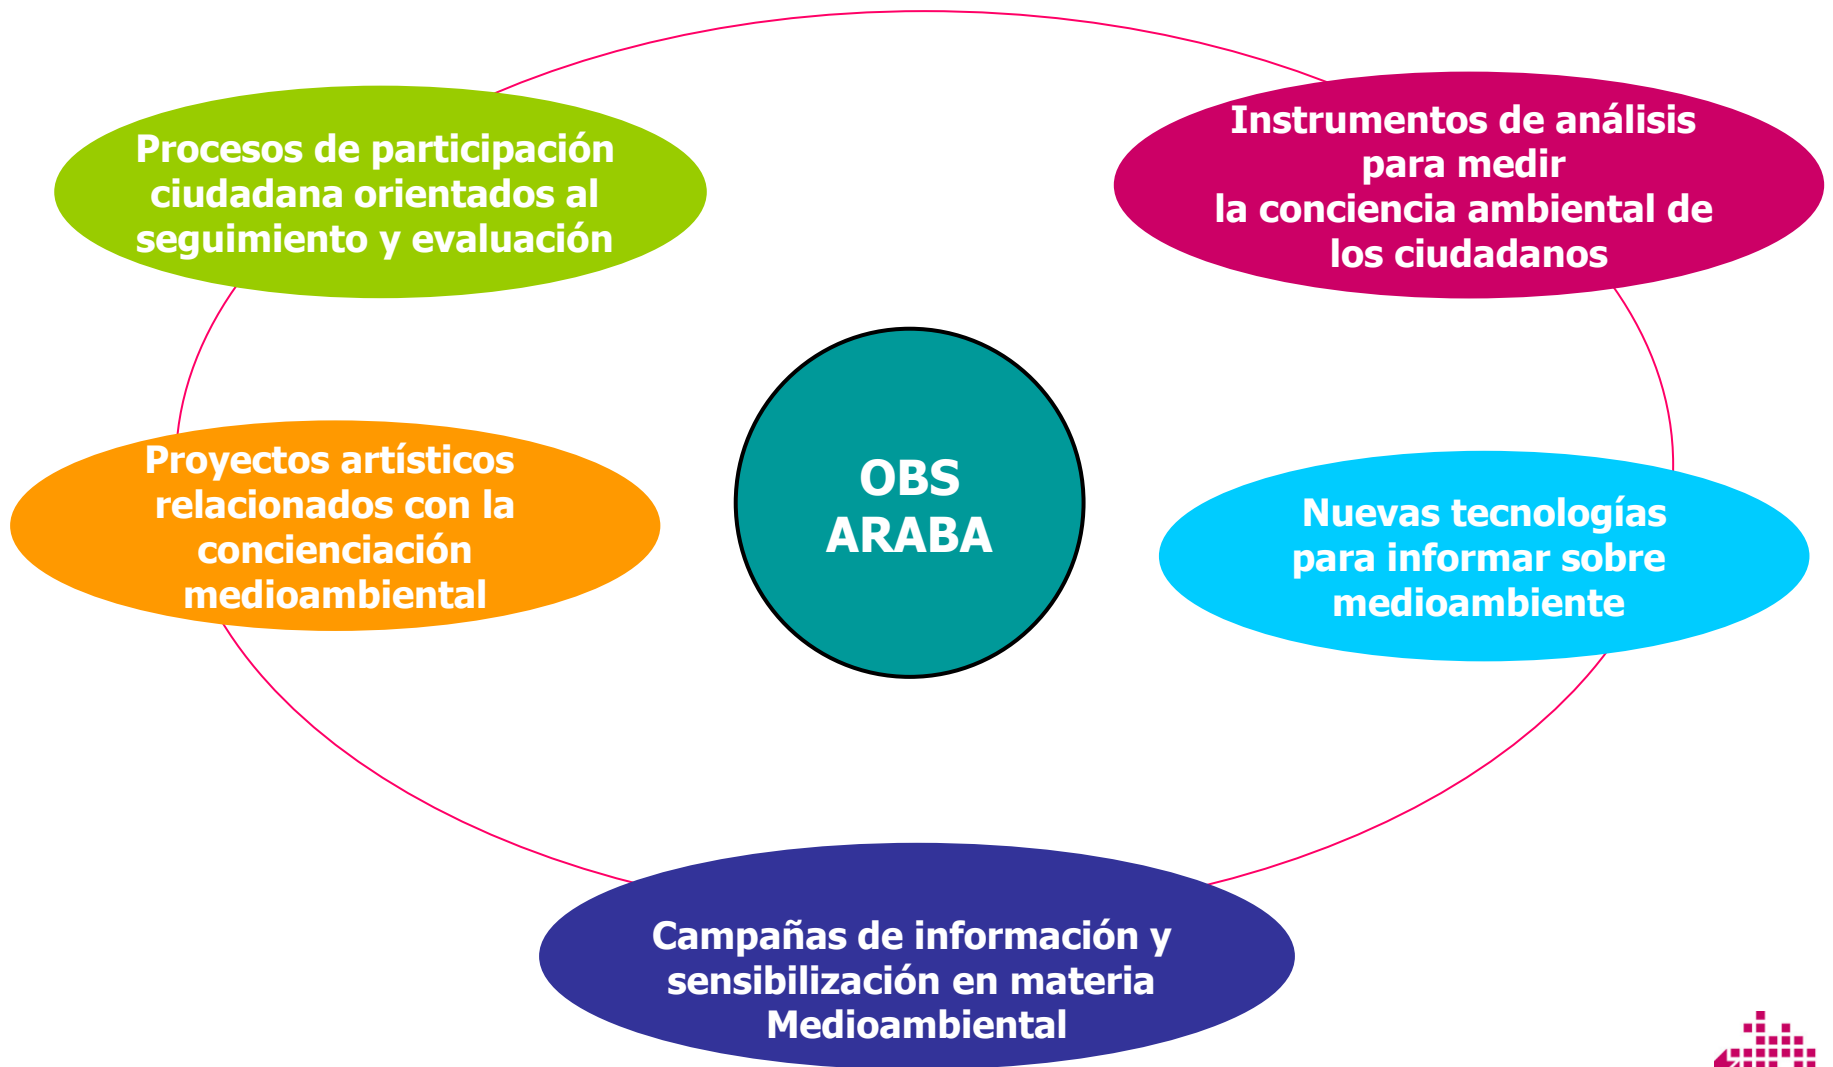 Procesos de participación
ciudadana orientados al
seguimiento y evaluación
Instrumentos de análisis
para medir
la conciencia ambiental de
los ciudadanos
Proyectos artísticos
relacionados con la
concienciación
medioambiental
OBS
ARABA
Nuevas tecnologías
para informar sobre
medioambiente
Campañas de información y
sensibilización en materia
Medioambiental